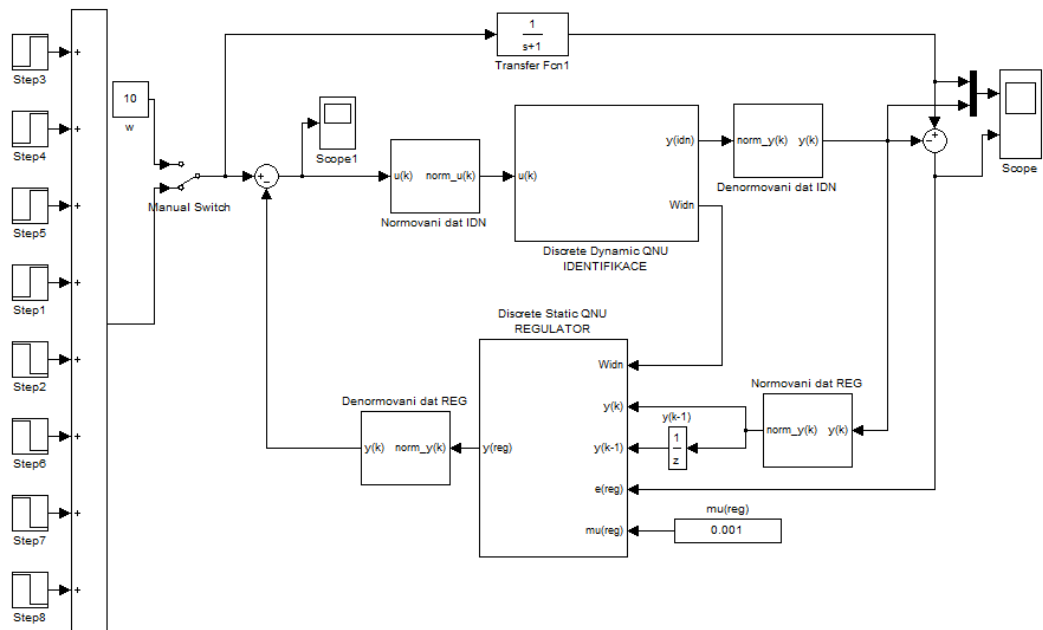 Step3
+
Step4
+
Step5
+
Step1
+
Step2
+
Step6
+
Step7
+
Step8
+
10
w
Manual Switch
1
s+1
Transfer Fcn1
+
-
Scope1
u(k) norm_u(k)
Normovani dat IDN
u(k)
y(idn)
Widn
Discrete Dynamic QNU
IDENTIFIKACE
norm_y(k) y(k)
Denormovani dat IDN
+
-
Scope
Discrete Static QNU
REGULATOR
Widn
y(k)
y(k-1)
e(reg)
mu(reg)
y(reg)
Denormovani dat REG
y(k) norm_y(k)
y(k-1)
1
z
Normovani dat REG
norm_y(k) y(k)
mu(reg)
0.001